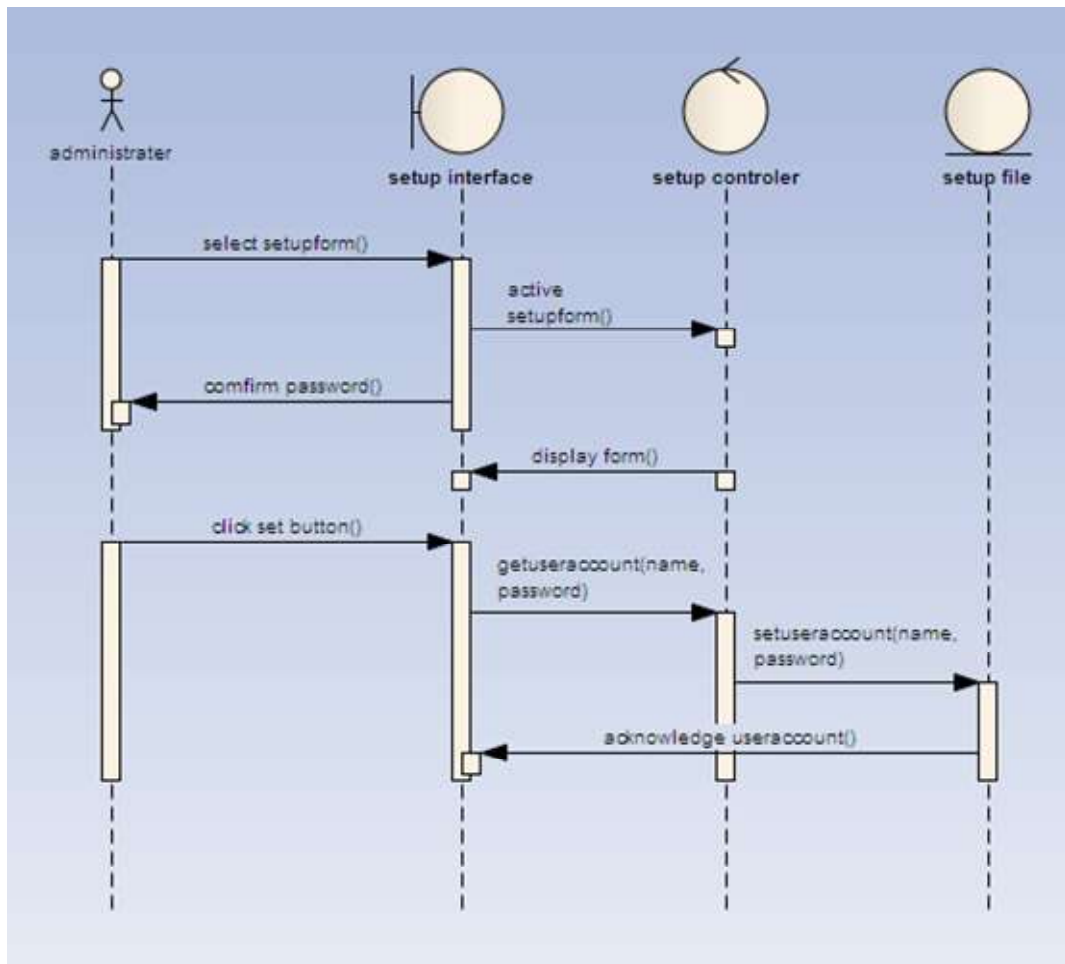 administrater
setup interface
setup controler
setup file
select setupform()
active
setupform()
comfirm password()
display form()
click set button()
getuseraccount(name,
password)
setuseraccount(name,
password)
acknowledge useraccount()